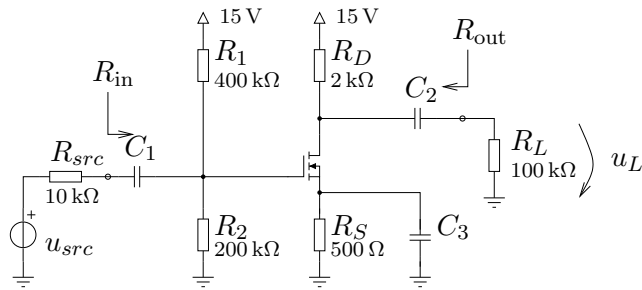 15 V
15 V
R_1
400 kΩ
R_D
2 kΩ
R_out
R_in
C_2
C_1
R_src
10 kΩ
R_L
100 kΩ
u_L
+
u_src
R_2
200 kΩ
R_S
500 Ω
C_3